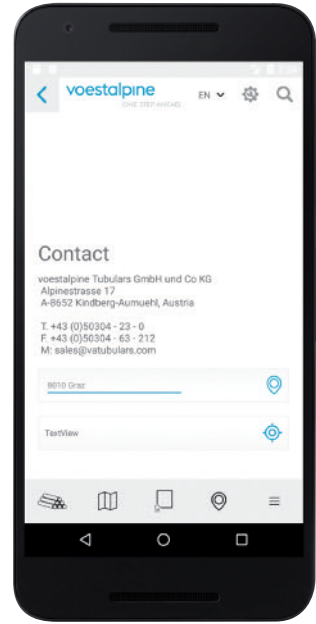 voestalpine
ONE STEP AHEAD.
EN
Contact
voestalpine Tubulars GmbH und Co KG
Alpinestrasse 17
A-8652 Kindberg-Aumuehl, Austria
T. +43 (0)50304 - 23 - 0
F. +43 (0)50304 - 63 - 212
M: sales@vatubulars.com
8010 Graz
TextView